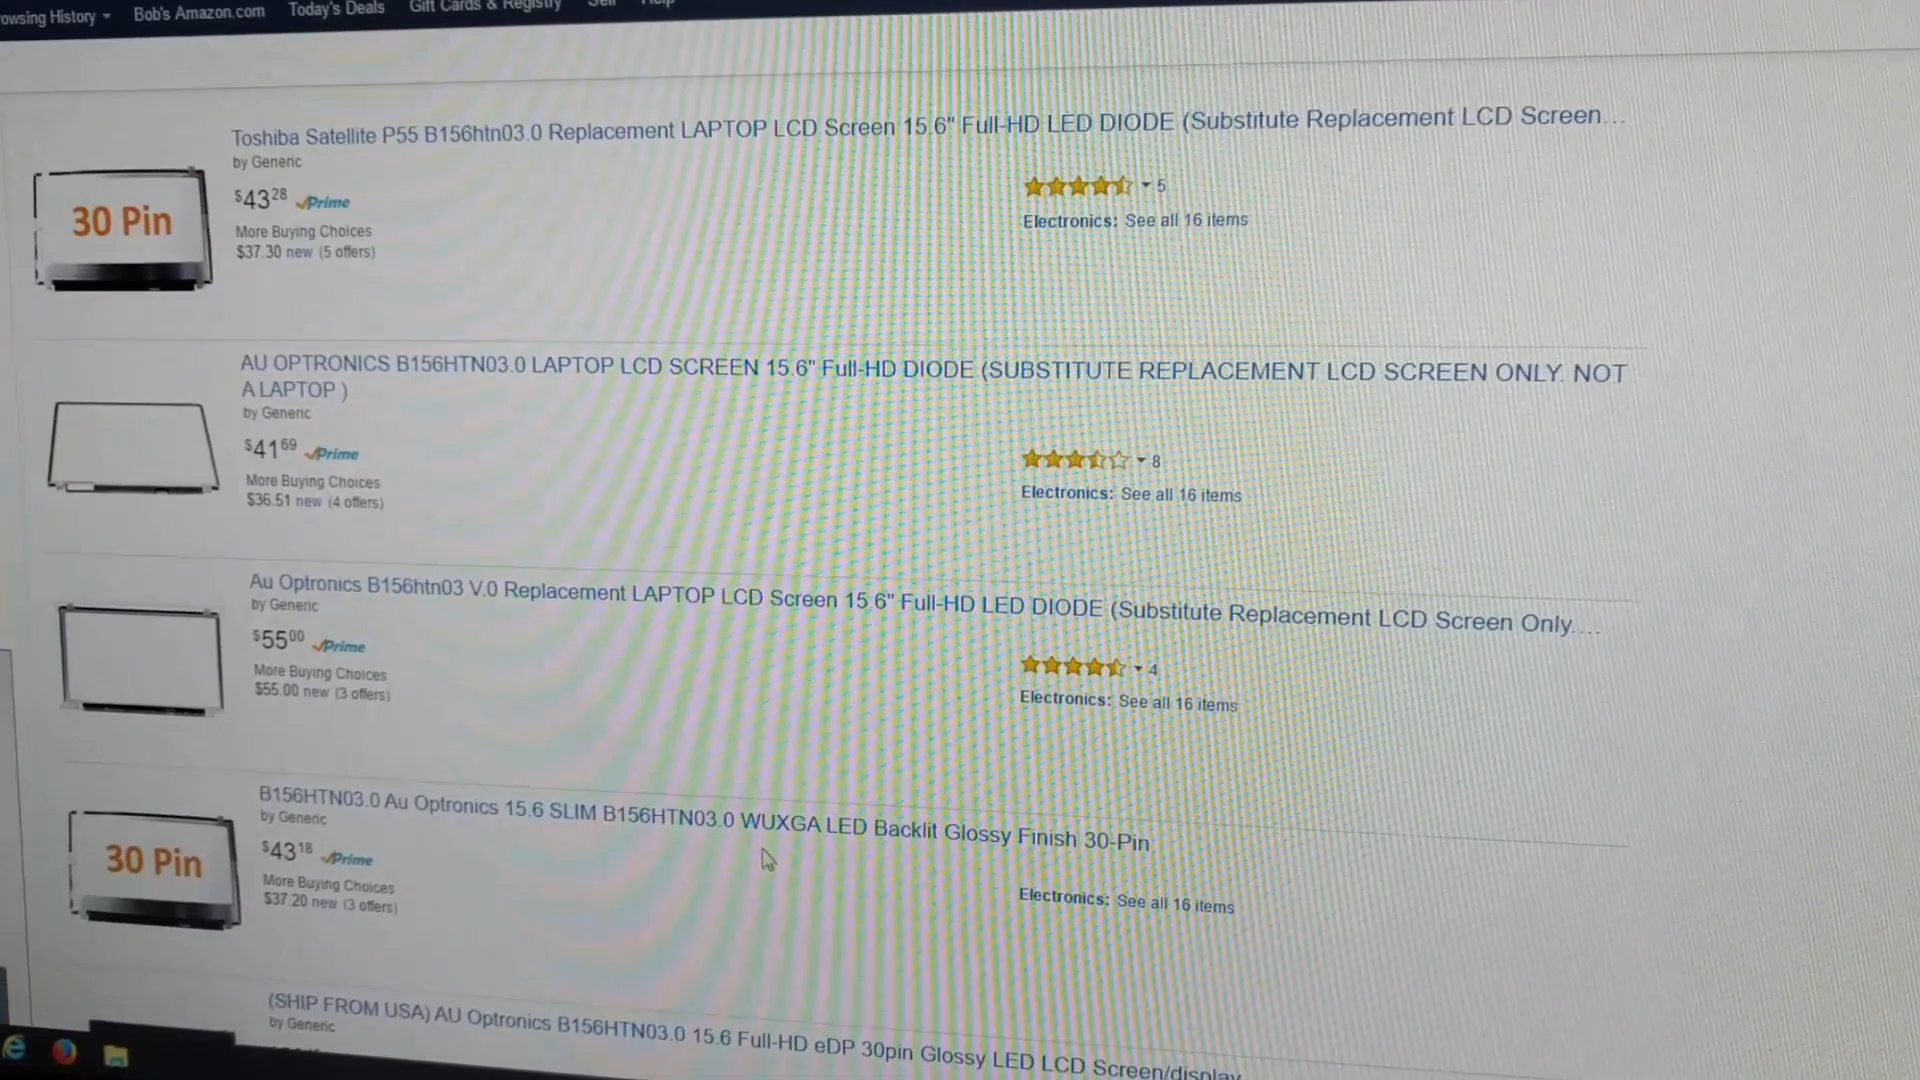 owsing History
Bob's Amazon.com
Today's Deals
Gift Cards & Registry
Sell
Help
Toshiba Satellite P55 B156htn03.0 Replacement LAPTOP LCD Screen 15.6" Full-HD LED DIODE (Substitute Replacement LCD Screen...
by Generic
30 Pin
$43 28 Prime
More Buying Choices
$37.30 new (5 offers)
5
Electronics: See all 16 items
AU OPTRONICS B156HTN03.0 LAPTOP LCD SCREEN 15.6" Full-HD DIODE (SUBSTITUTE REPLACEMENT LCD SCREEN ONLY. NOT
A LAPTOP )
by Generic
$41 69 Prime
More Buying Choices
$36.51 new (4 offers)
8
Electronics: See all 16 items
Au Optronics B156htn03 V.0 Replacement LAPTOP LCD Screen 15.6" Full-HD LED DIODE (Substitute Replacement LCD Screen Only....
by Generic
$55 00 Prime
More Buying Choices
$55.00 new (3 offers)
4
Electronics: See all 16 items
B156HTN03.0 Au Optronics 15.6 SLIM B156HTN03.0 WUXGA LED Backlit Glossy Finish 30-Pin
by Generic
30 Pin
$43 18 Prime
More Buying Choices
$37.20 new (3 offers)
Electronics: See all 16 items
(SHIP FROM USA) AU Optronics B156HTN03.0 15.6 Full-HD eDP 30pin Glossy LED LCD Screen/display
by Generic